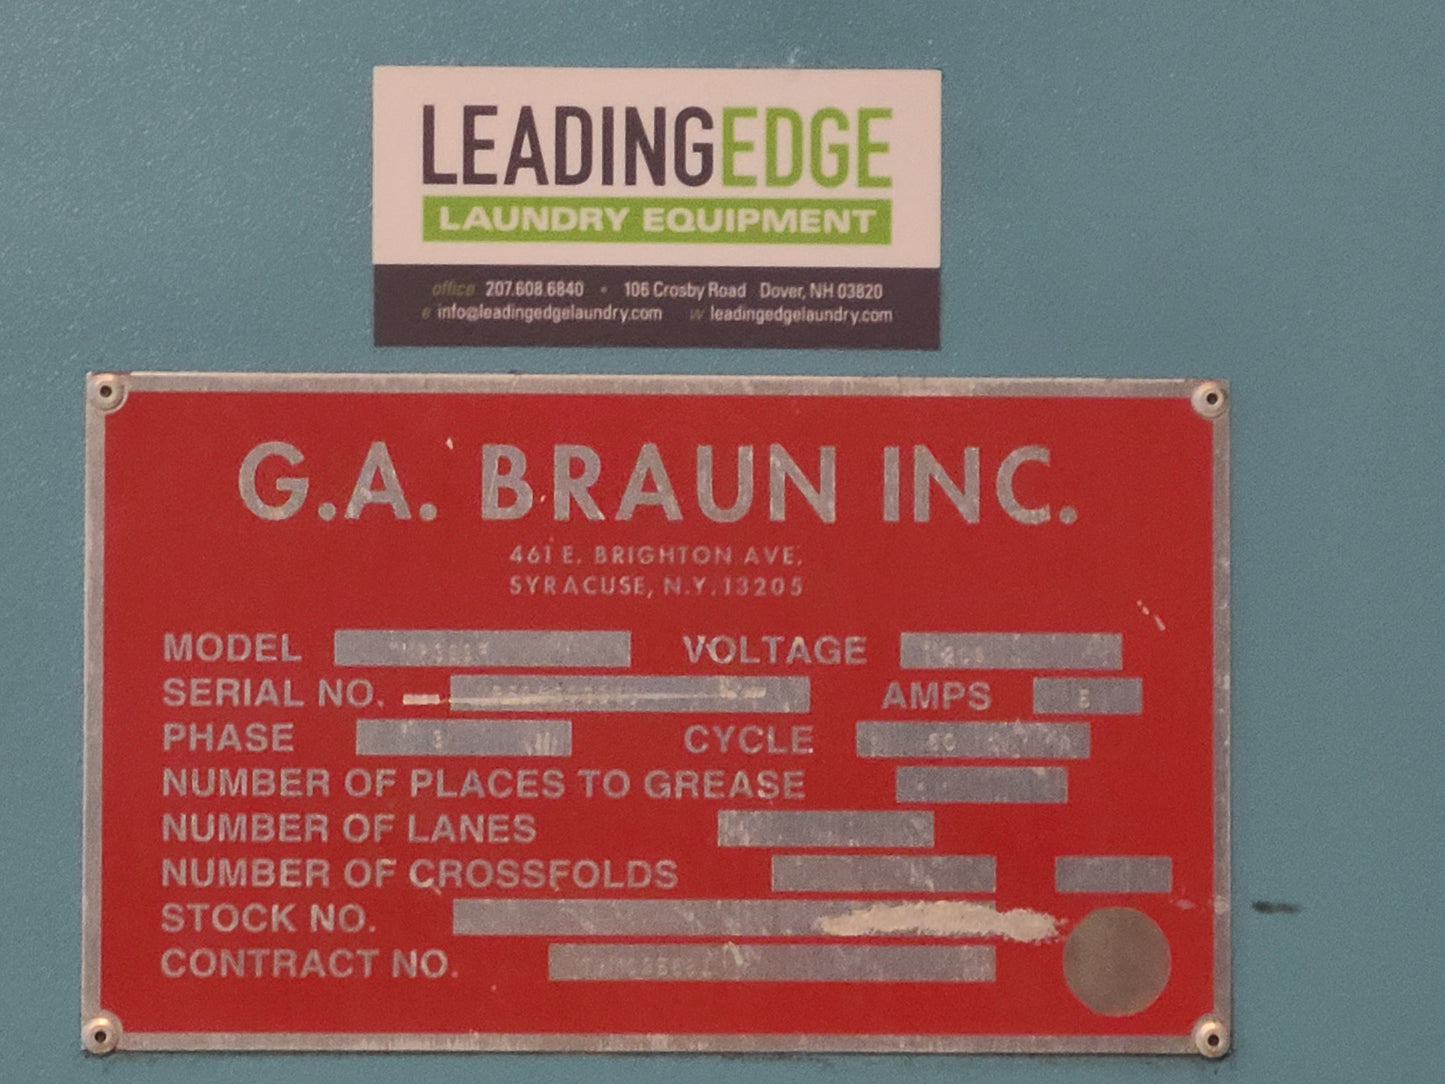 LEADINGEDGE
LAUNDRY EQUIPMENT
office 207.608.6840 • 106 Crosby Road Dover, NH 03820
e info@leadingedgelaundry.com w leadingedgelaundry.com
G.A. BRAUN INC.
461 E. BRIGHTON AVE.
SYRACUSE, N.Y. 13205
MODEL VOLTAGE
SERIAL NO. AMPS
PHASE 3 CYCLE 60
NUMBER OF PLACES TO GREASE
NUMBER OF LANES
NUMBER OF CROSSFOLDS
STOCK NO.
CONTRACT NO.